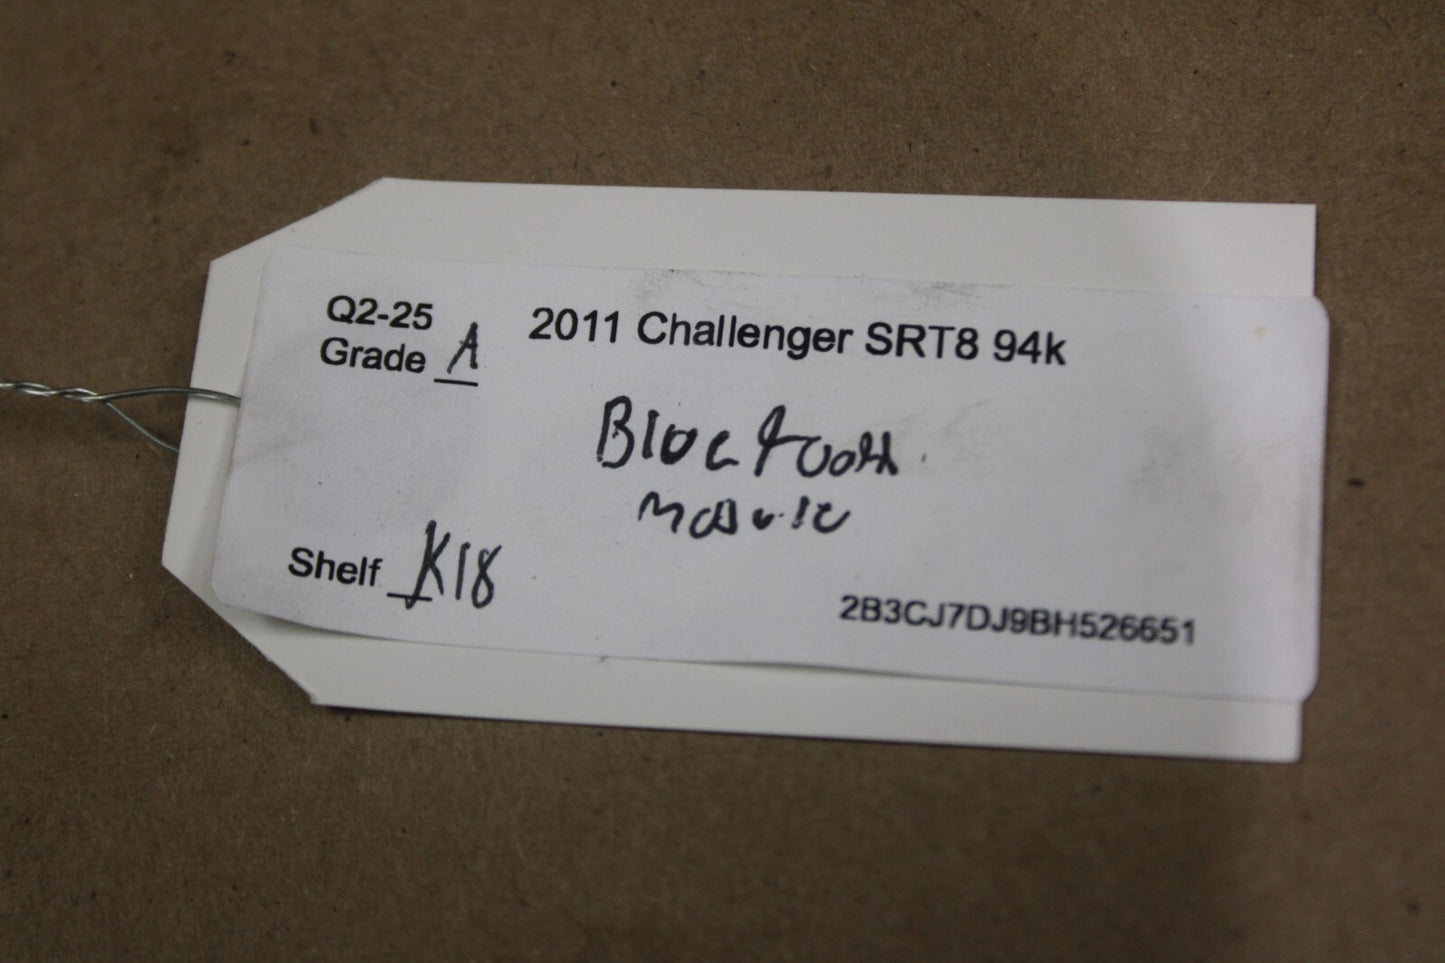 Q2-25
Grade A
2011 Challenger SRT8 94k
Bluetooth
module
Shelf K18
2B3CJ7DJ9BH526651